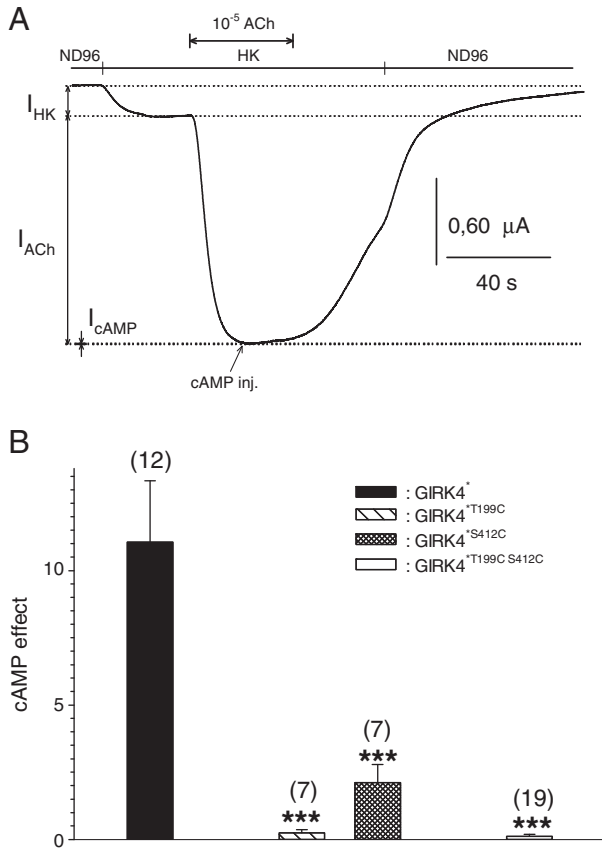 A
10⁻⁵ ACh
ND96 HK ND96
I_HK
I_ACh
0,60 µA
40 s
I_cAMP
cAMP inj.
B
(12)
: GIRK4*
: GIRK4*T199C
: GIRK4*S412C
: GIRK4*T199C S412C
10
5
0
cAMP effect
(7)
***
(7)
***
(19)
***